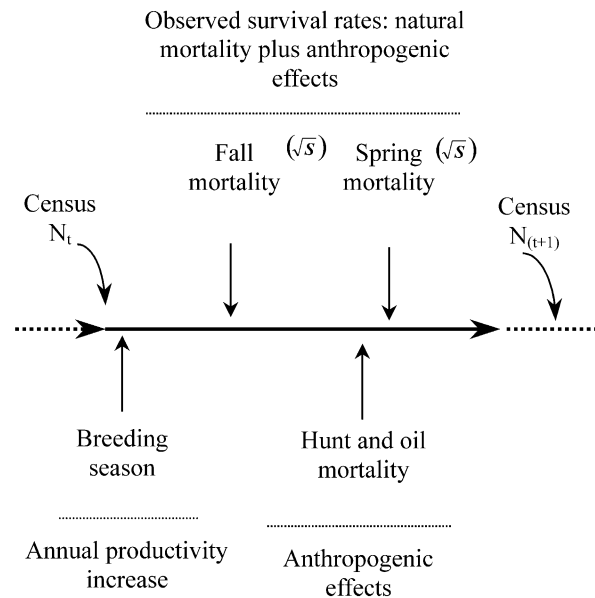 Observed survival rates: natural
mortality plus anthropogenic
effects
Fall (√s)
mortality
Spring (√s)
mortality
Census
Nt
Census
N(t+1)
Breeding
season
Hunt and oil
mortality
Annual productivity
increase
Anthropogenic
effects